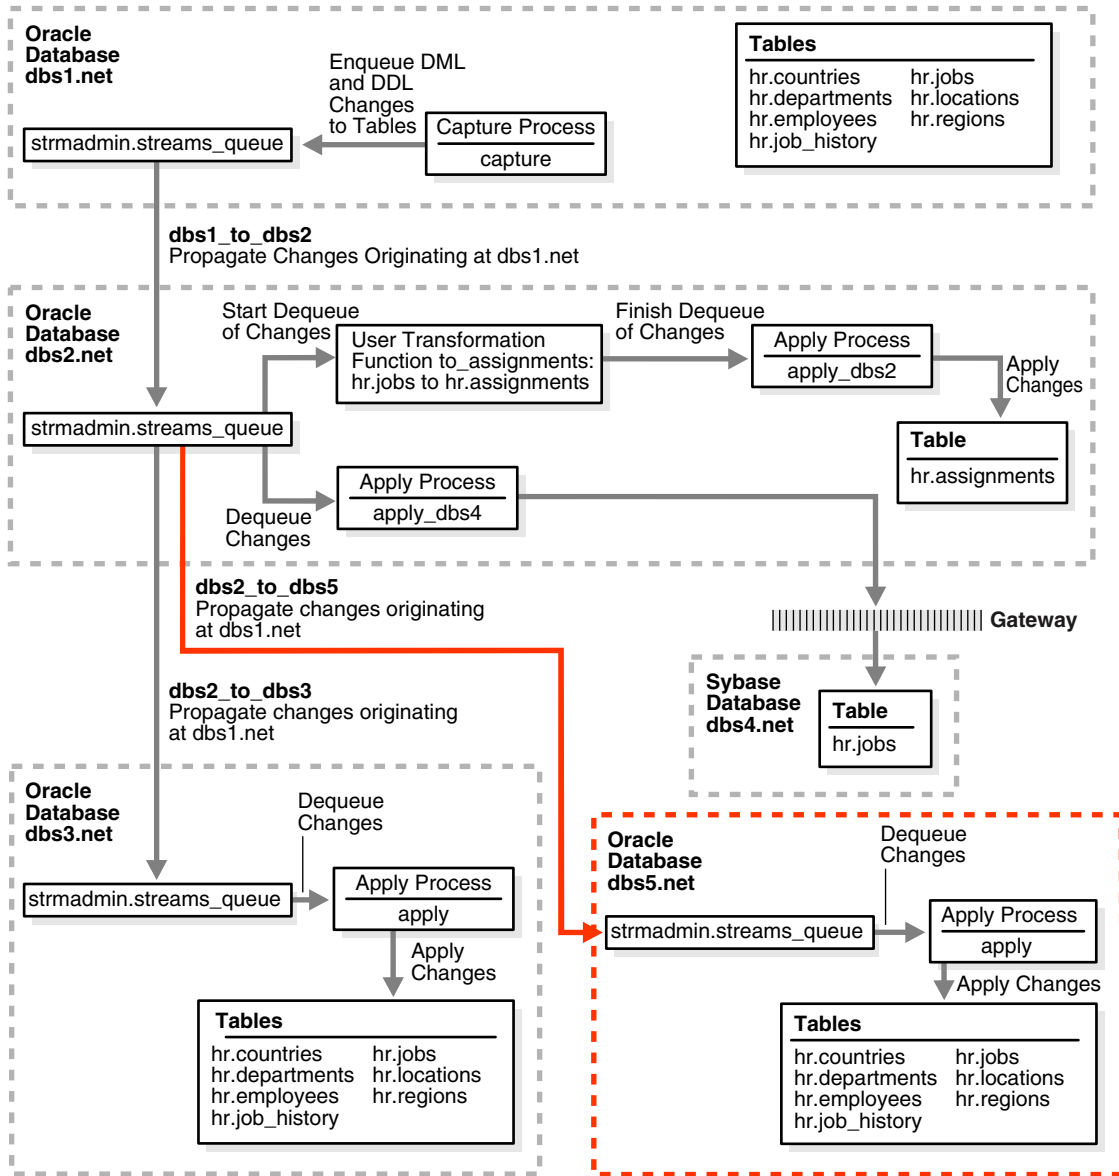 Oracle
Database
dbs1.net
Enqueue DML
and DDL
Changes
to Tables
strmadmin.streams_queue
Capture Process
capture
Tables
hr.countries hr.jobs
hr.departments hr.locations
hr.employees hr.regions
hr.job_history
dbs1_to_dbs2
Propagate Changes Originating at dbs1.net
Oracle
Database
dbs2.net
Start Dequeue
of Changes
User Transformation
Function to_assignments:
hr.jobs to hr.assignments
Finish Dequeue
of Changes
Apply Process
apply_dbs2
Apply
Changes
strmadmin.streams_queue
Table
hr.assignments
Dequeue
Changes
Apply Process
apply_dbs4
dbs2_to_dbs5
Propagate changes originating
at dbs1.net
Gateway
dbs2_to_dbs3
Propagate changes originating
at dbs1.net
Sybase
Database
dbs4.net
Table
hr.jobs
Oracle
Database
dbs3.net
Dequeue
Changes
strmadmin.streams_queue
Apply Process
apply
Apply
Changes
Tables
hr.countries hr.jobs
hr.departments hr.locations
hr.employees hr.regions
hr.job_history
Oracle
Database
dbs5.net
Dequeue
Changes
strmadmin.streams_queue
Apply Process
apply
Apply Changes
Tables
hr.countries hr.jobs
hr.departments hr.locations
hr.employees hr.regions
hr.job_history